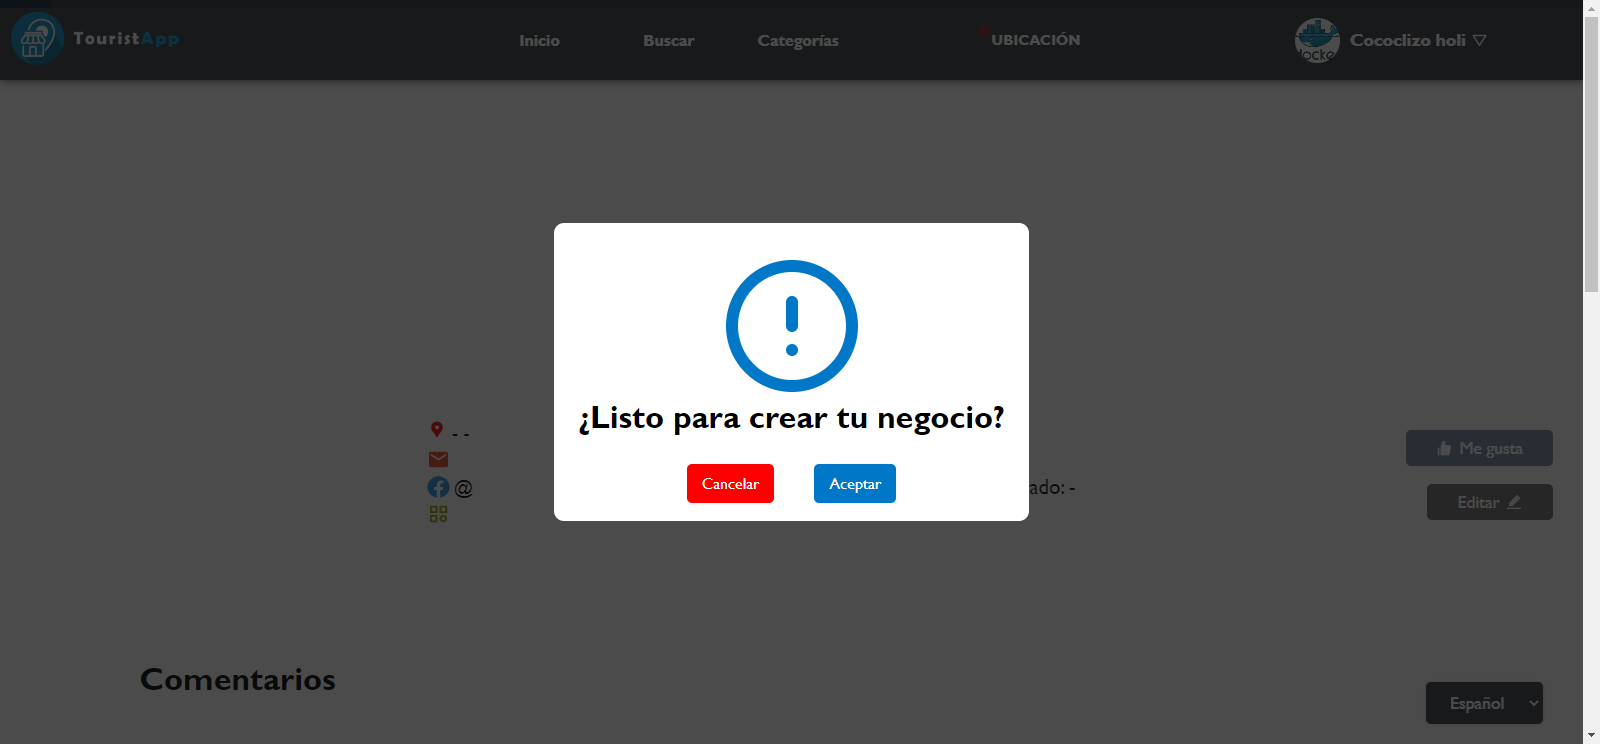 TouristApp
Inicio
Buscar
Categorías
UBICACIÓN
Cococlizo holi
¿Listo para crear tu negocio?
Cancelar
Aceptar
- -
@
ado: -
Me gusta
Editar
Comentarios
Español